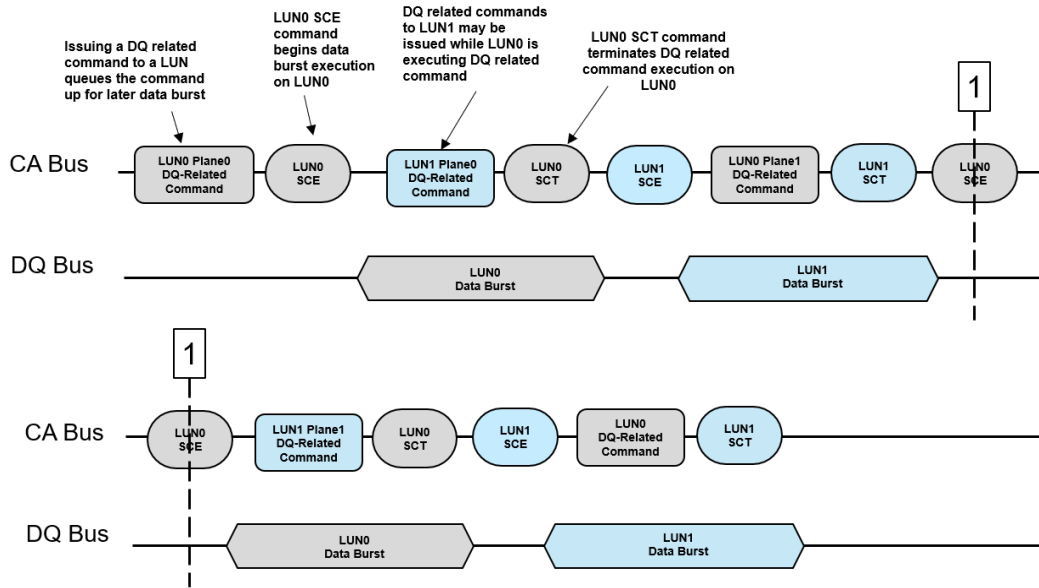 Issuing a DQ related
command to a LUN
queues the command
up for later data burst
LUN0 SCE
command
begins data
burst execution
on LUN0
DQ related commands
to LUN1 may be
issued while LUN0 is
executing DQ related
command
LUN0 SCT command
terminates DQ related
command execution on
LUN0
1
CA Bus
LUN0 Plane0
DQ-Related
Command
LUN0
SCE
LUN1 Plane0
DQ-Related
Command
LUN0
SCT
LUN1
SCE
LUN0 Plane1
DQ-Related
Command
LUN1
SCT
LUN0
SCE
DQ Bus
LUN0
Data Burst
LUN1
Data Burst
1
CA Bus
LUN0
SCE
LUN1 Plane1
DQ-Related
Command
LUN0
SCT
LUN1
SCE
LUN0
DQ-Related
Command
LUN1
SCT
DQ Bus
LUN0
Data Burst
LUN1
Data Burst